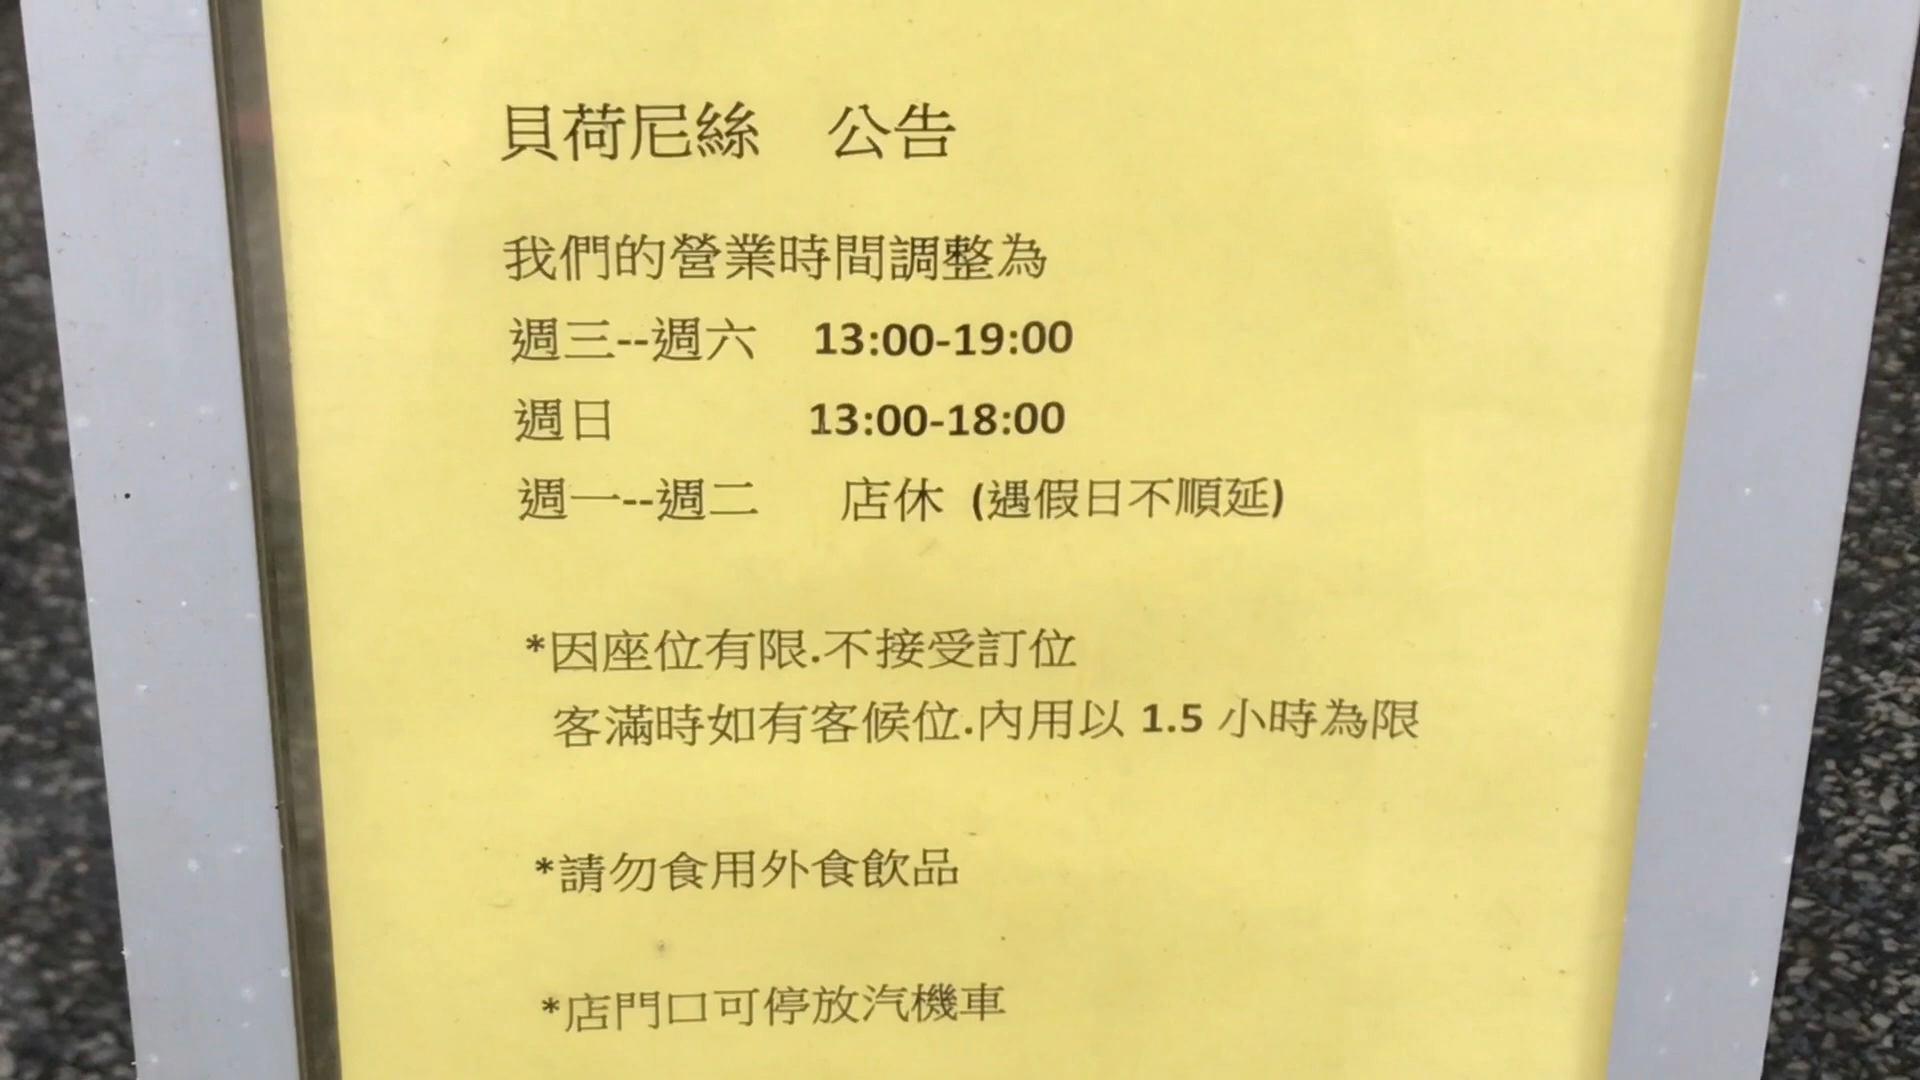 貝荷尼絲 公告
我們的營業時間調整為
週三--週六 13:00-19:00
週日 13:00-18:00
週一--週二 店休 (遇假日不順延)
*因座位有限.不接受訂位
客滿時如有客候位.內用以 1.5 小時為限
*請勿食用外食飲品
*店門口可停放汽機車